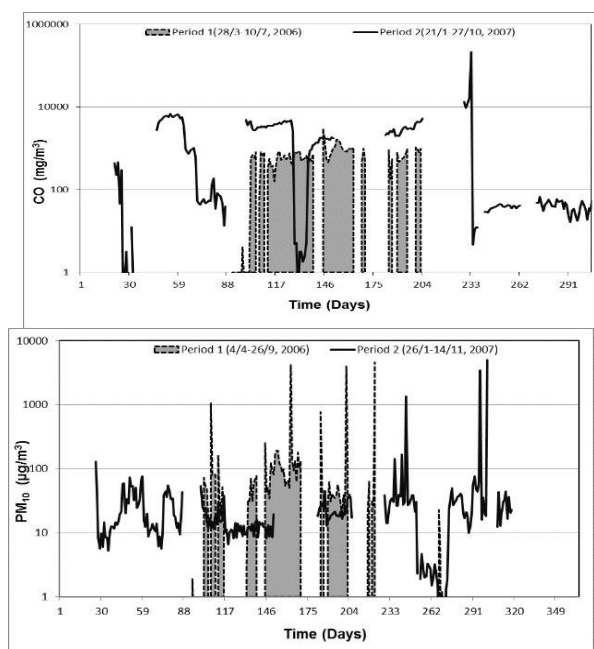 Period 1(28/3-10/7, 2006) Period 2(21/1-27/10, 2007)
1000000
10000
100
1
CO (mg/m³)
1 30 59 88 117 146 175 204 233 262 291
Time (Days)
Period 1 (4/4-26/9, 2006) Period 2 (26/1-14/11, 2007)
10000
1000
100
10
1
PM₁₀ (µg/m³)
1 30 59 88 117 146 175 204 233 262 291 320 349
Time (Days)